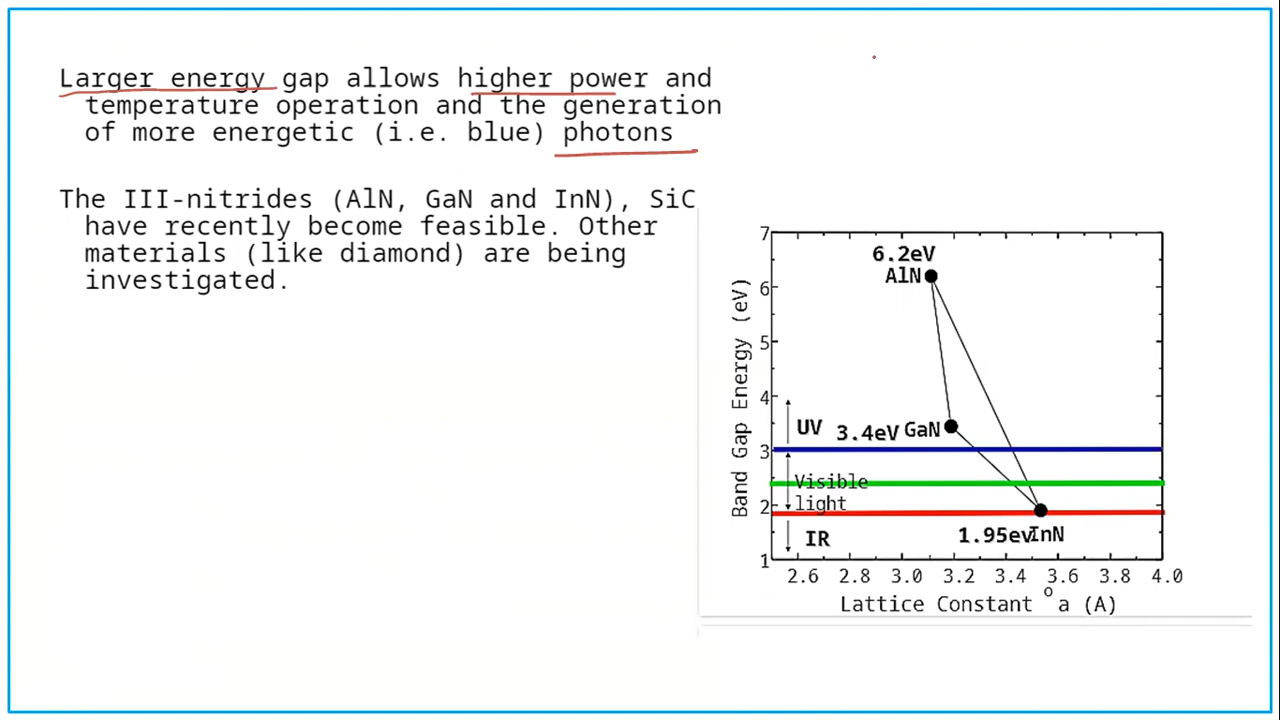 Larger energy gap allows higher power and
temperature operation and the generation
of more energetic (i.e. blue) photons
The III-nitrides (AlN, GaN and InN), SiC
have recently become feasible. Other
materials (like diamond) are being
investigated.
7
6
5
4
3
2
1
Band Gap Energy (eV)
6.2eV
AlN
UV
3.4eV GaN
Visible
light
IR
1.95ev InN
2.6 2.8 3.0 3.2 3.4 3.6 3.8 4.0
Lattice Constant a (Å)